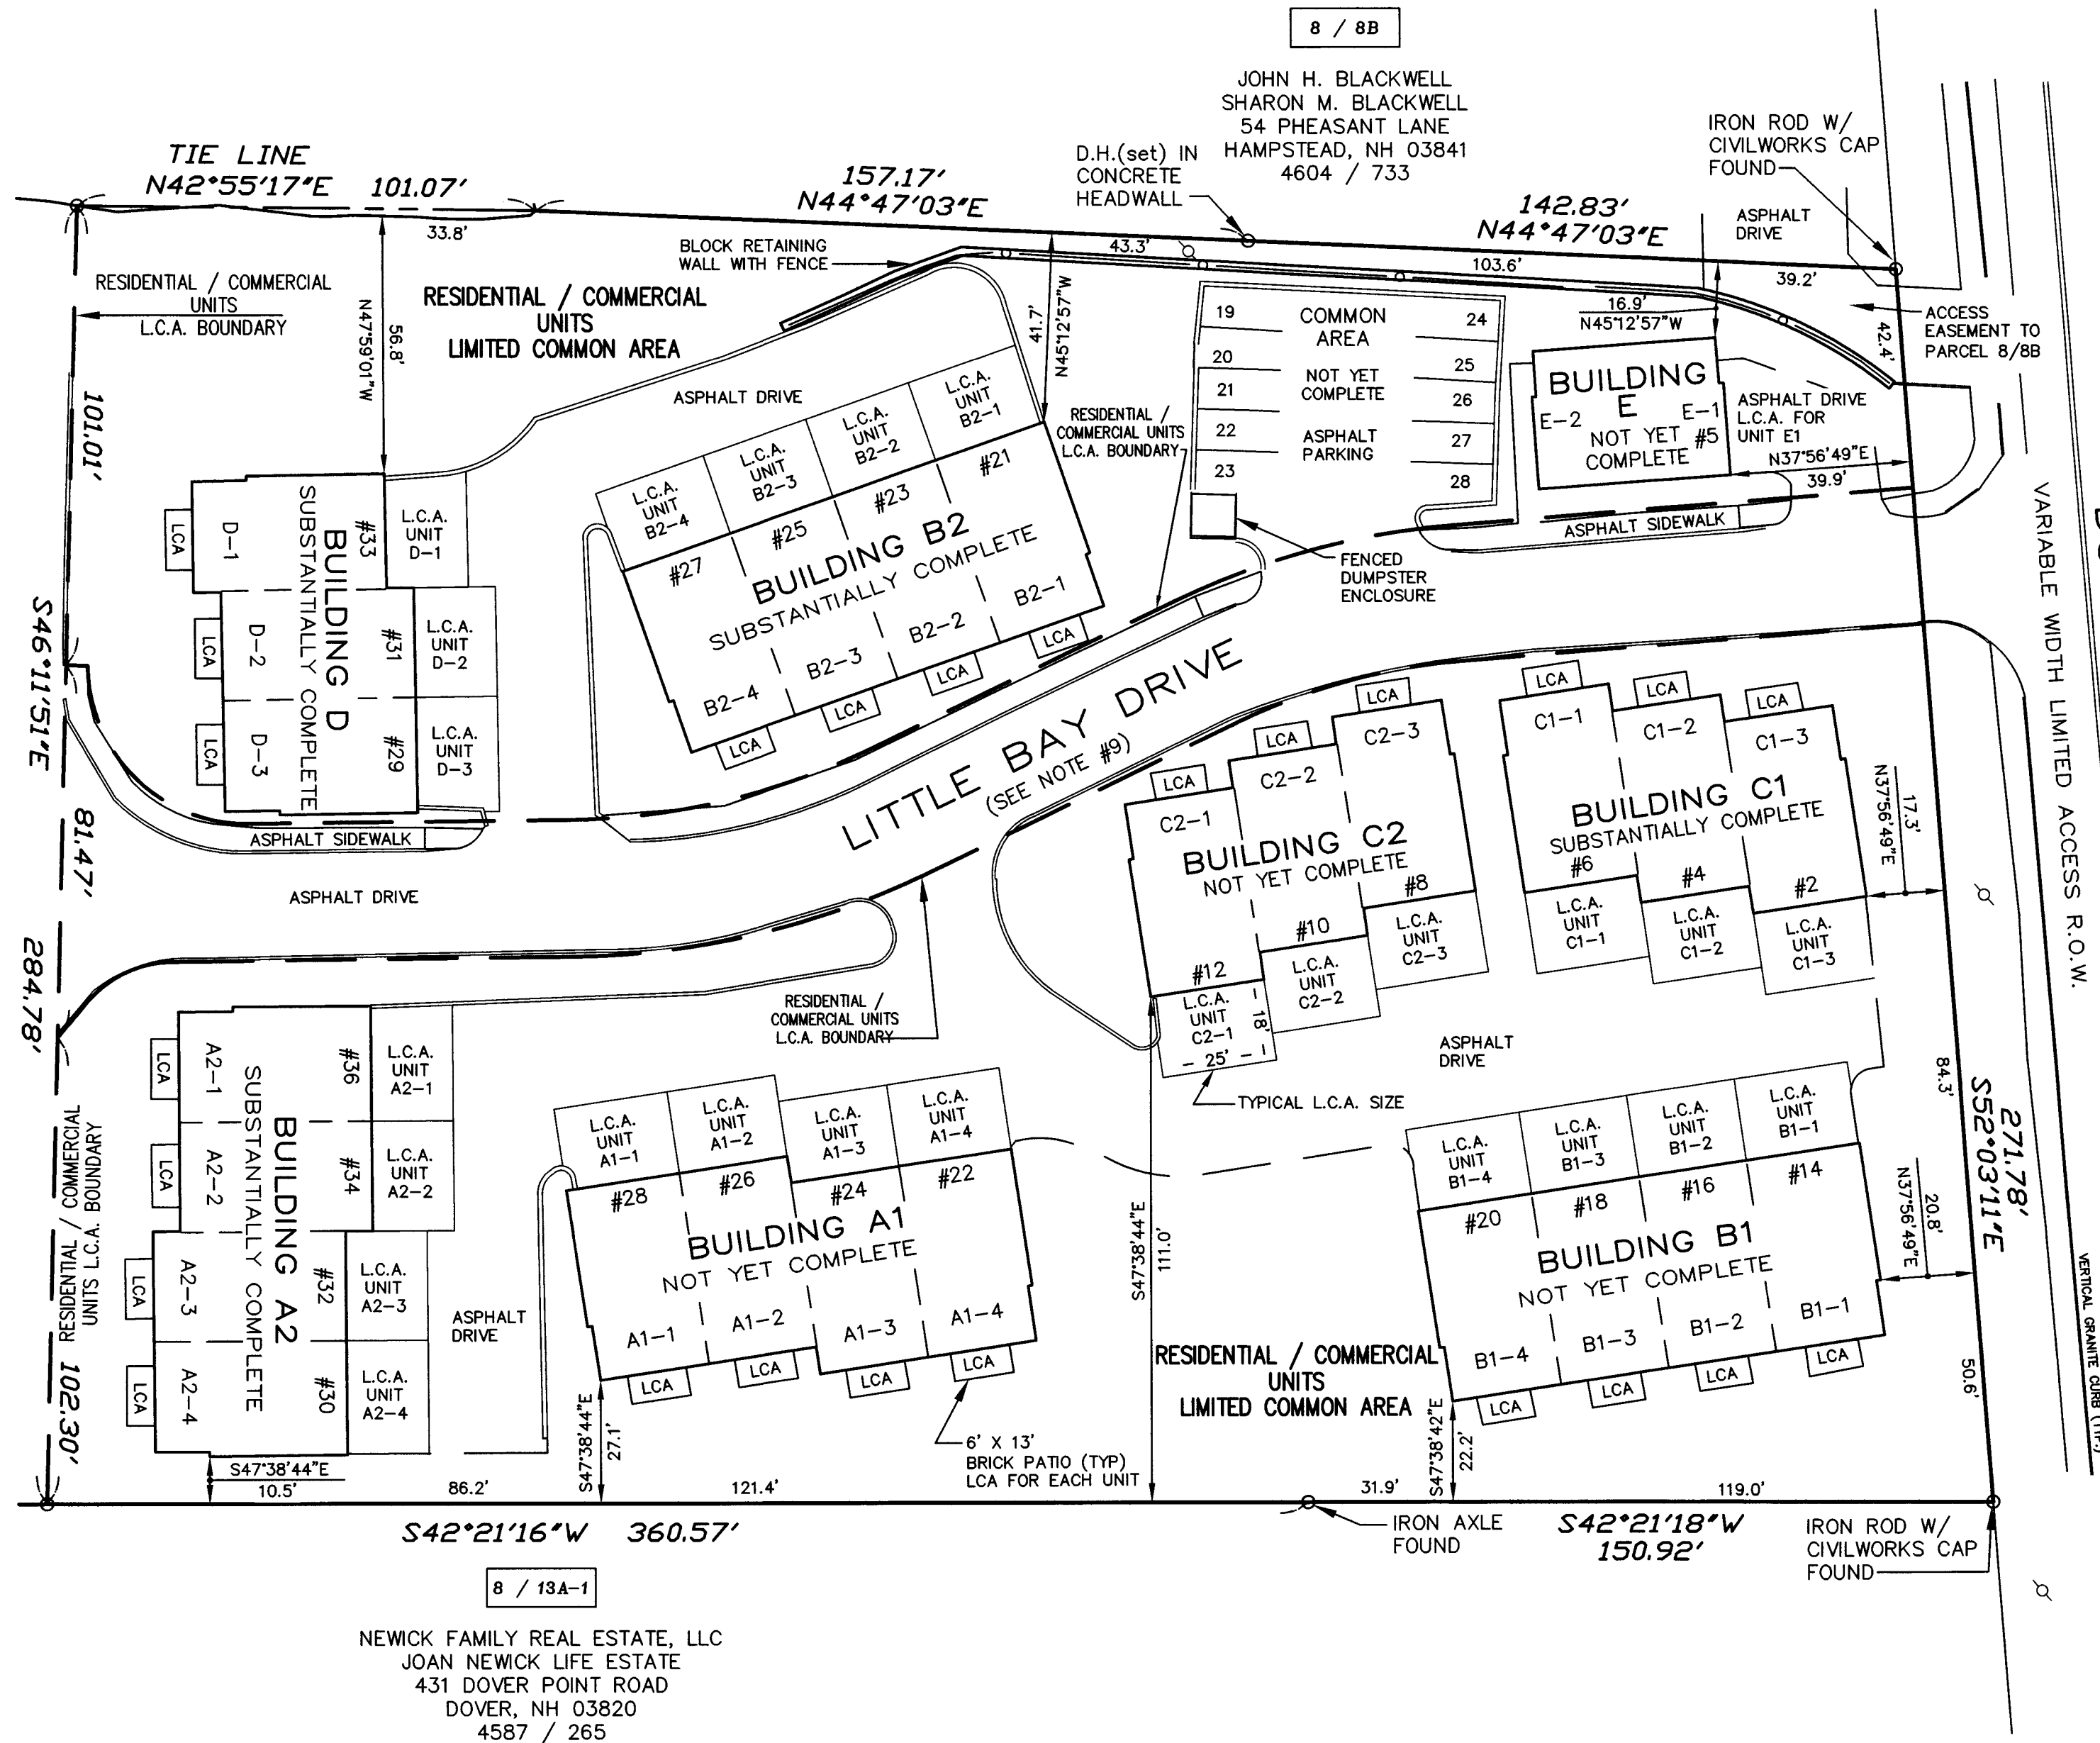 8 / 8B
JOHN H. BLACKWELL
SHARON M. BLACKWELL
54 PHEASANT LANE
HAMPSTEAD, NH 03841
4604 / 733
D.H.(set) IN
CONCRETE
HEADWALL
IRON ROD W/
CIVILWORKS CAP
FOUND
TIE LINE
N42°55'17"E 101.07'
157.17'
N44°47'03"E
142.83'
N44°47'03"E
ASPHALT
DRIVE
33.8'
43.3'
103.6'
39.2'
BLOCK RETAINING
WALL WITH FENCE
RESIDENTIAL / COMMERCIAL
UNITS
L.C.A. BOUNDARY
RESIDENTIAL / COMMERCIAL
UNITS
LIMITED COMMON AREA
56.8'
N47°59'01"W
41.7'
N45°12'57"W
16.9'
N45°12'57"W
42.4'
ACCESS
EASEMENT TO
PARCEL 8/8B
19
20
21
22
23
COMMON
AREA
NOT YET
COMPLETE
ASPHALT
PARKING
24
25
26
27
28
BUILDING
E
E-2
E-1
NOT YET
COMPLETE
#5
ASPHALT DRIVE
L.C.A. FOR
UNIT E1
N37°56'49"E
39.9'
ASPHALT SIDEWALK
ASPHALT DRIVE
L.C.A.
UNIT
B2-4
L.C.A.
UNIT
B2-3
L.C.A.
UNIT
B2-2
L.C.A.
UNIT
B2-1
#27
#25
#23
#21
BUILDING B2
SUBSTANTIALLY COMPLETE
B2-4
B2-3
B2-2
B2-1
LCA
LCA
LCA
LCA
RESIDENTIAL /
COMMERCIAL UNITS
L.C.A. BOUNDARY
FENCED
DUMPSTER
ENCLOSURE
101.01'
S46°11'51"E
81.47'
284.78'
LCA
LCA
LCA
D-1
D-2
D-3
BUILDING D
SUBSTANTIALLY COMPLETE
#33
#31
#29
L.C.A.
UNIT
D-1
L.C.A.
UNIT
D-2
L.C.A.
UNIT
D-3
ASPHALT SIDEWALK
ASPHALT DRIVE
LITTLE BAY DRIVE
(SEE NOTE #9)
LCA
LCA
LCA
C2-1
C2-2
C2-3
BUILDING C2
NOT YET COMPLETE
#12
#10
#8
L.C.A.
UNIT
C2-1
L.C.A.
UNIT
C2-2
L.C.A.
UNIT
C2-3
18'
25'
TYPICAL L.C.A. SIZE
LCA
LCA
LCA
C1-1
C1-2
C1-3
BUILDING C1
SUBSTANTIALLY COMPLETE
#6
#4
#2
L.C.A.
UNIT
C1-1
L.C.A.
UNIT
C1-2
L.C.A.
UNIT
C1-3
17.3'
N37°56'49"E
VARIABLE WIDTH LIMITED ACCESS R.O.W.
VERTICAL GRANITE CURB (TYP.)
84.3'
271.78'
S52°03'11"E
ASPHALT
DRIVE
RESIDENTIAL /
COMMERCIAL UNITS
L.C.A. BOUNDARY
RESIDENTIAL / COMMERCIAL
UNITS L.C.A. BOUNDARY
102.30'
LCA
LCA
LCA
LCA
A2-1
A2-2
A2-3
A2-4
BUILDING A2
SUBSTANTIALLY COMPLETE
#36
#34
#32
#30
L.C.A.
UNIT
A2-1
L.C.A.
UNIT
A2-2
L.C.A.
UNIT
A2-3
L.C.A.
UNIT
A2-4
ASPHALT
DRIVE
L.C.A.
UNIT
A1-1
L.C.A.
UNIT
A1-2
L.C.A.
UNIT
A1-3
L.C.A.
UNIT
A1-4
#28
#26
#24
#22
BUILDING A1
NOT YET COMPLETE
A1-1
A1-2
A1-3
A1-4
LCA
LCA
LCA
LCA
6' X 13'
BRICK PATIO (TYP)
LCA FOR EACH UNIT
S47°38'44"E
111.0'
L.C.A.
UNIT
B1-4
L.C.A.
UNIT
B1-3
L.C.A.
UNIT
B1-2
L.C.A.
UNIT
B1-1
#20
#18
#16
#14
BUILDING B1
NOT YET COMPLETE
B1-4
B1-3
B1-2
B1-1
LCA
LCA
LCA
LCA
20.8'
N37°56'49"E
50.6'
RESIDENTIAL / COMMERCIAL
UNITS
LIMITED COMMON AREA
S47°38'44"E
10.5'
86.2'
S47°38'44"E
27.1'
121.4'
31.9'
S47°38'42"E
22.2'
119.0'
S42°21'16"W 360.57'
IRON AXLE
FOUND
S42°21'18"W
150.92'
IRON ROD W/
CIVILWORKS CAP
FOUND
8 / 13A-1
NEWICK FAMILY REAL ESTATE, LLC
JOAN NEWICK LIFE ESTATE
431 DOVER POINT ROAD
DOVER, NH 03820
4587 / 265